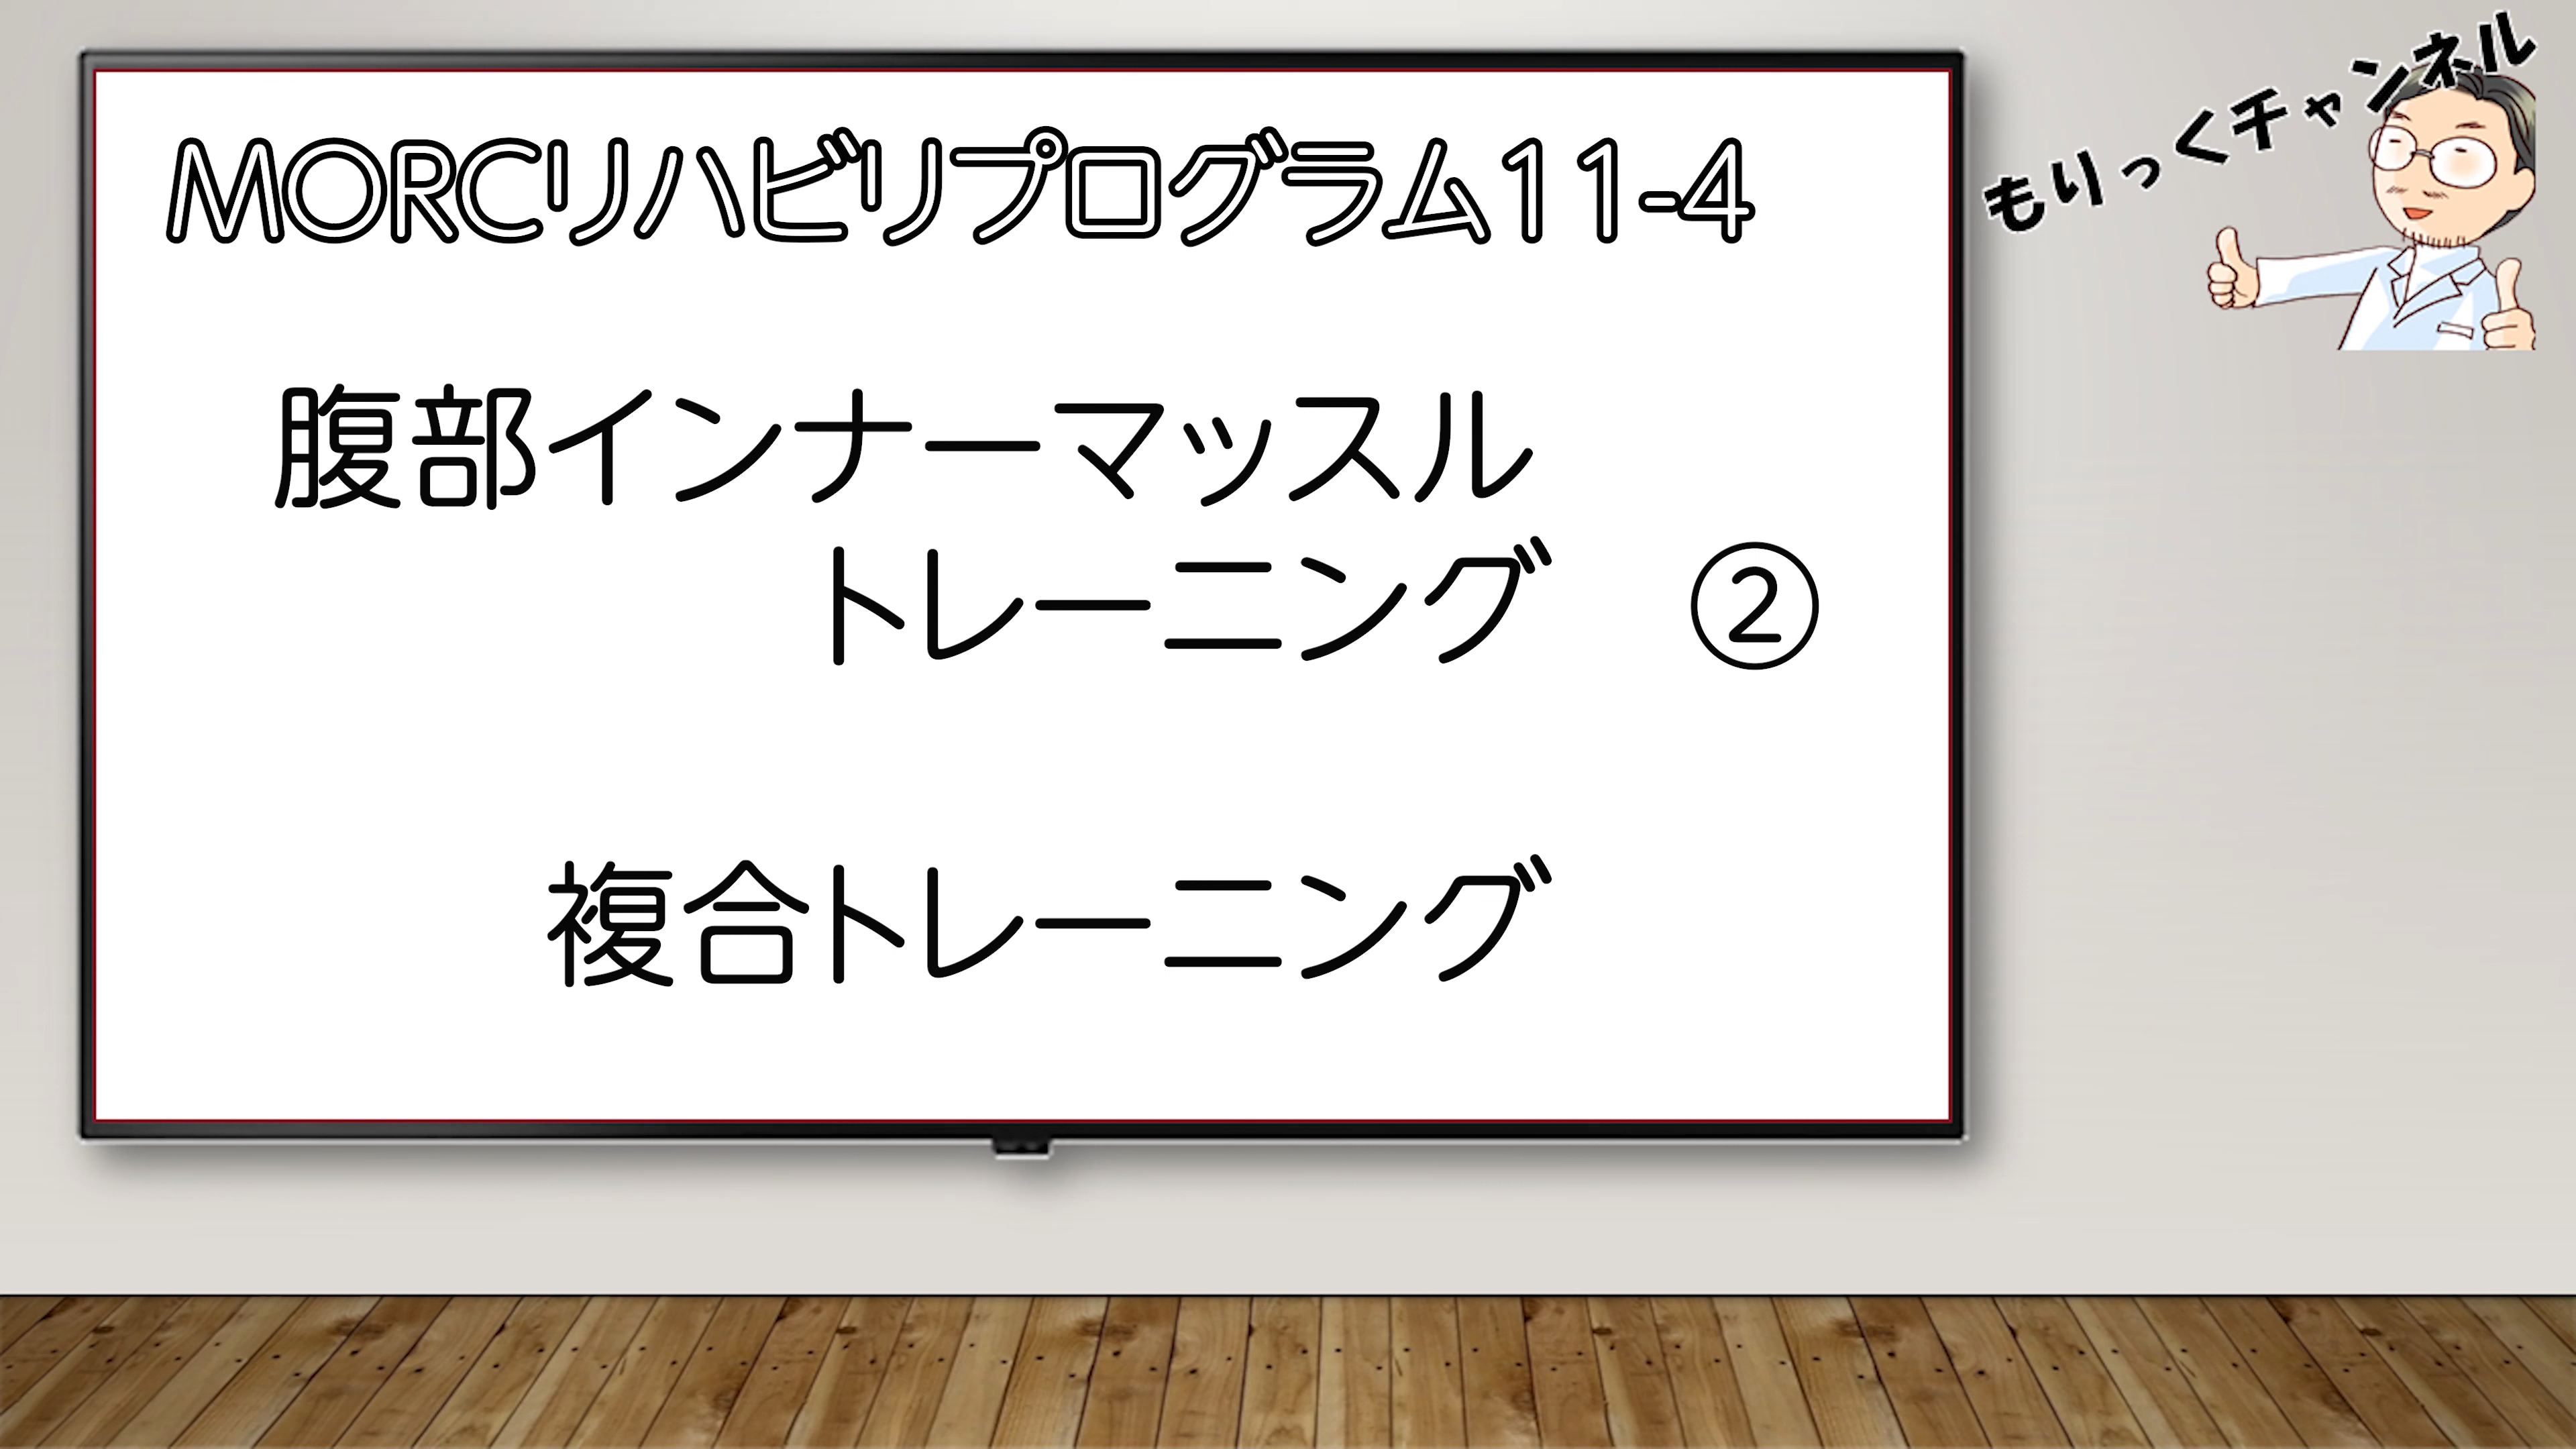 MORCリハビリプログラム11-4
もりっくチャンネル
腹部インナーマッスル
トレーニング　②
複合トレーニング